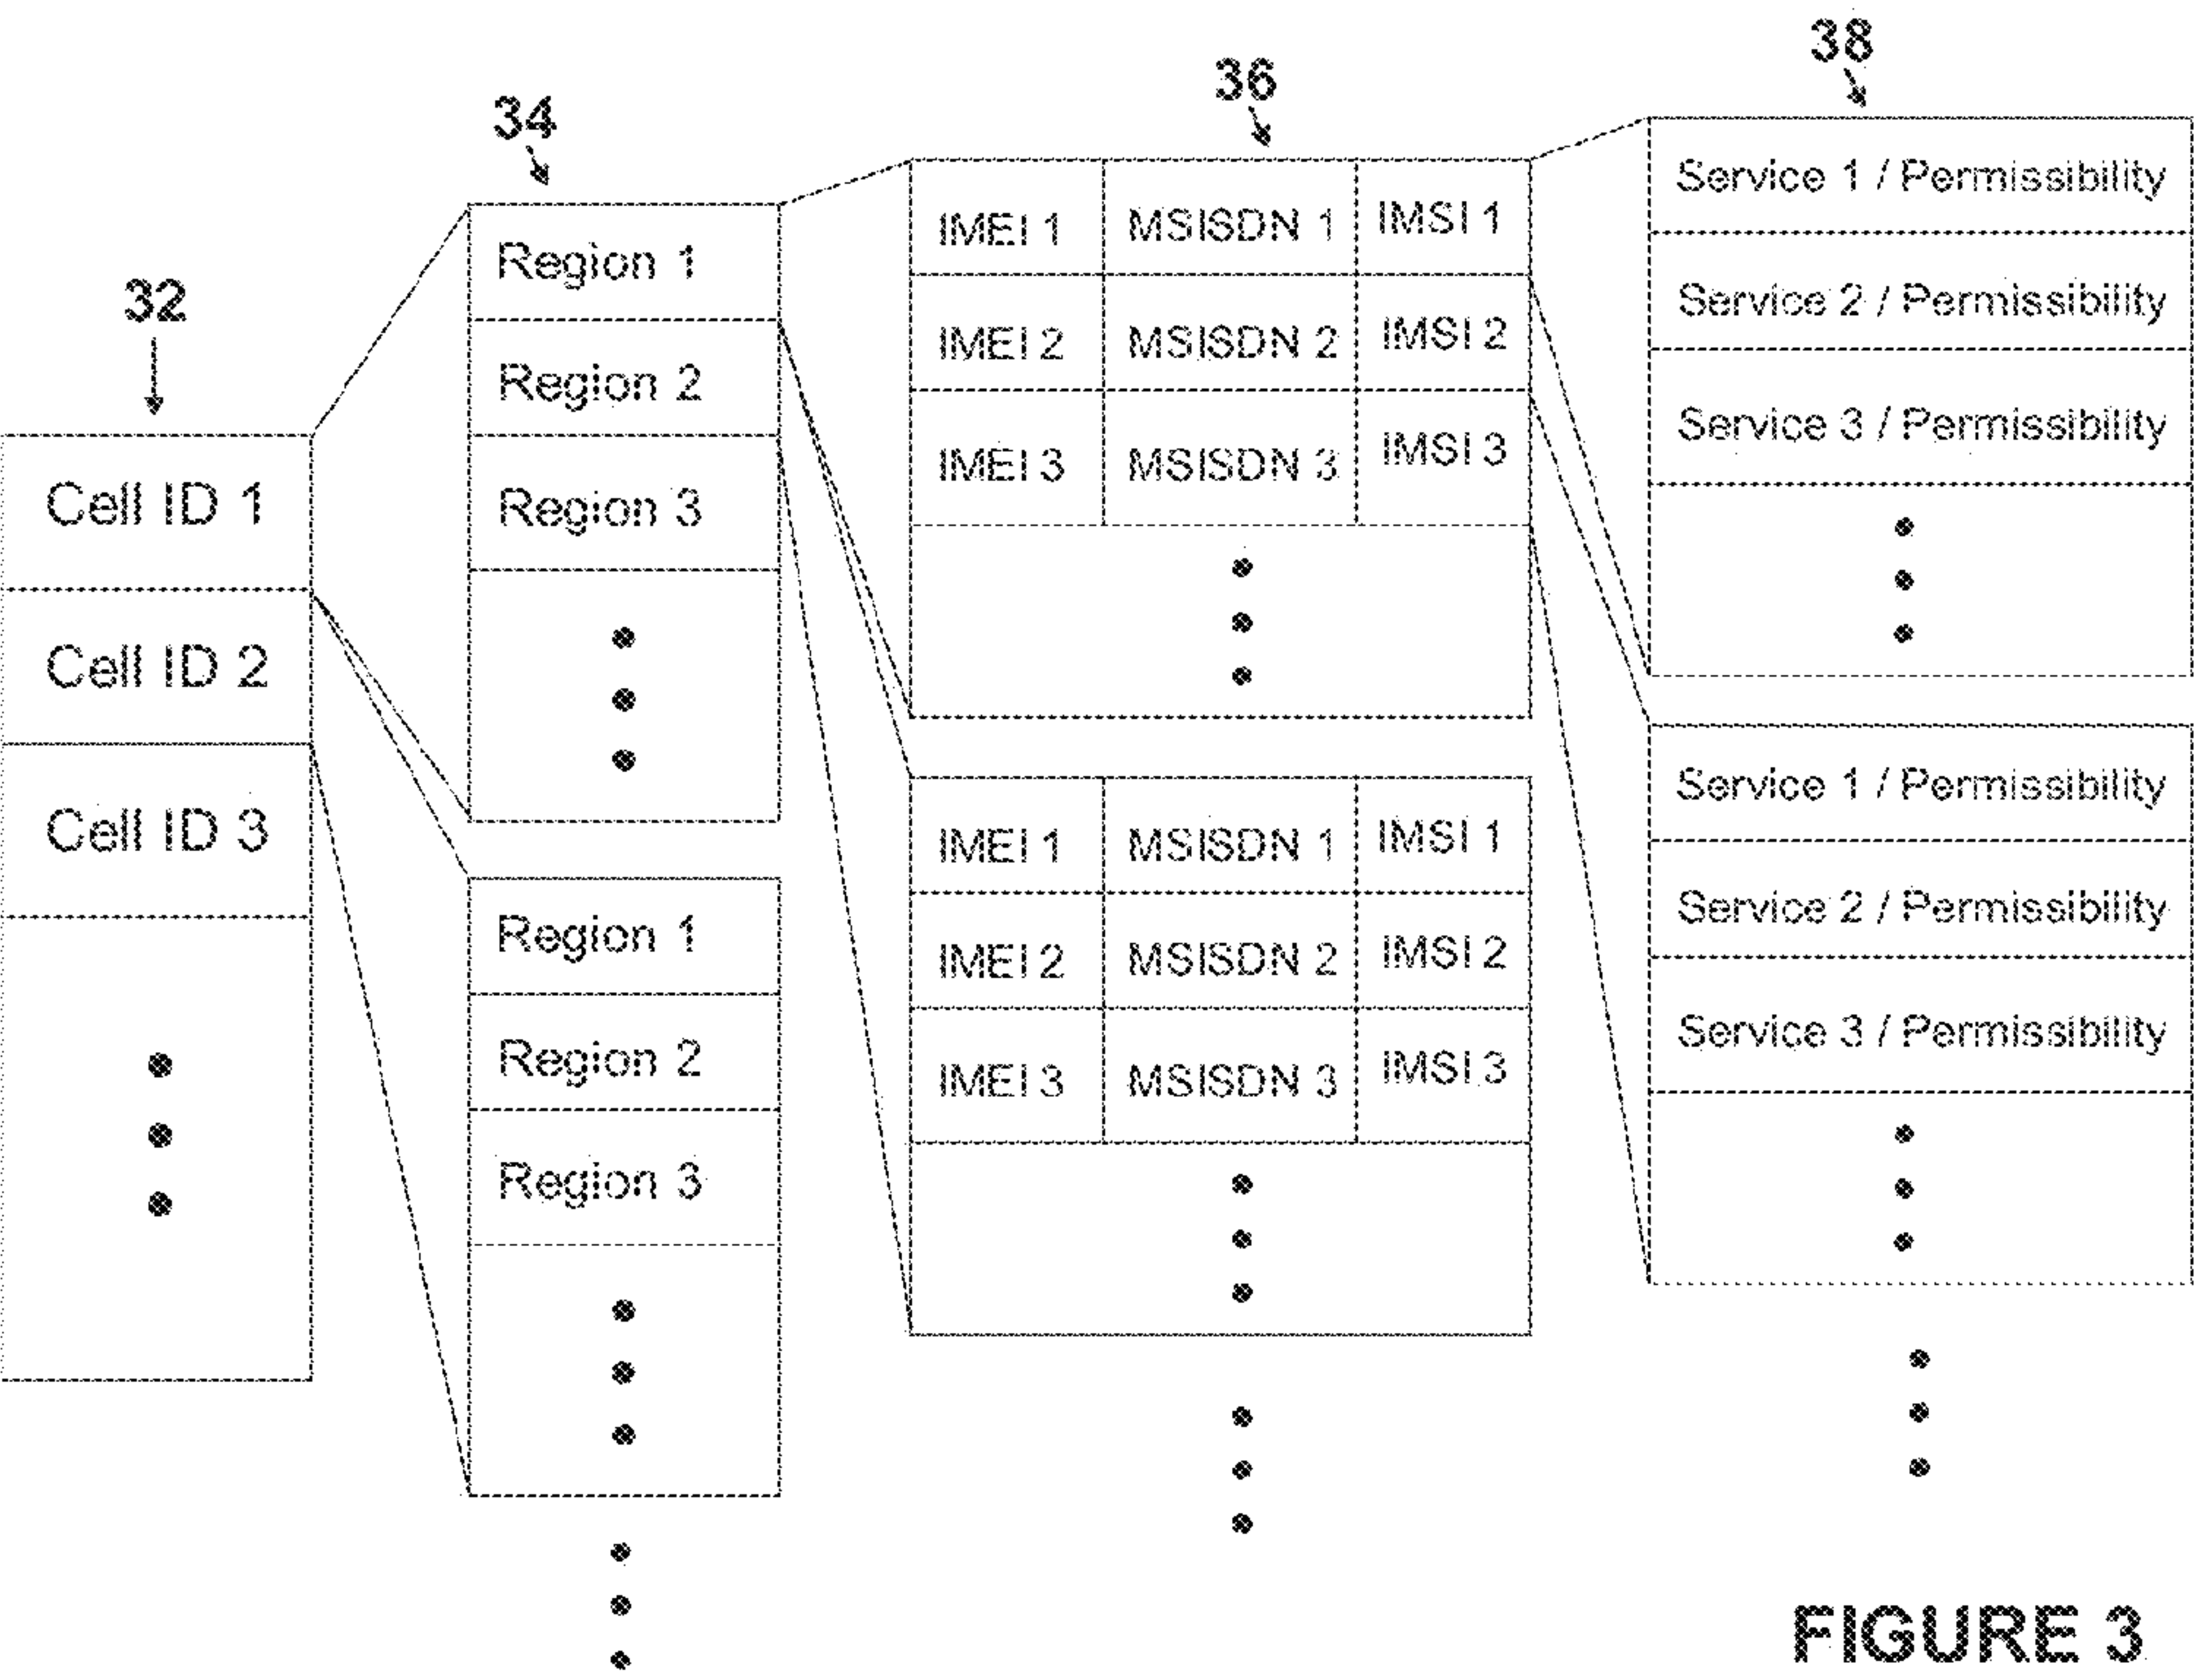 32
Cell ID 1
Cell ID 2
Cell ID 3
34
Region 1
Region 2
Region 3
Region 1
Region 2
Region 3
36
IMEI 1 MSISDN 1 IMSI 1
IMEI 2 MSISDN 2 IMSI 2
IMEI 3 MSISDN 3 IMSI 3
IMEI 1 MSISDN 1 IMSI 1
IMEI 2 MSISDN 2 IMSI 2
IMEI 3 MSISDN 3 IMSI 3
38
Service 1 / Permissibility
Service 2 / Permissibility
Service 3 / Permissibility
Service 1 / Permissibility
Service 2 / Permissibility
Service 3 / Permissibility
FIGURE 3